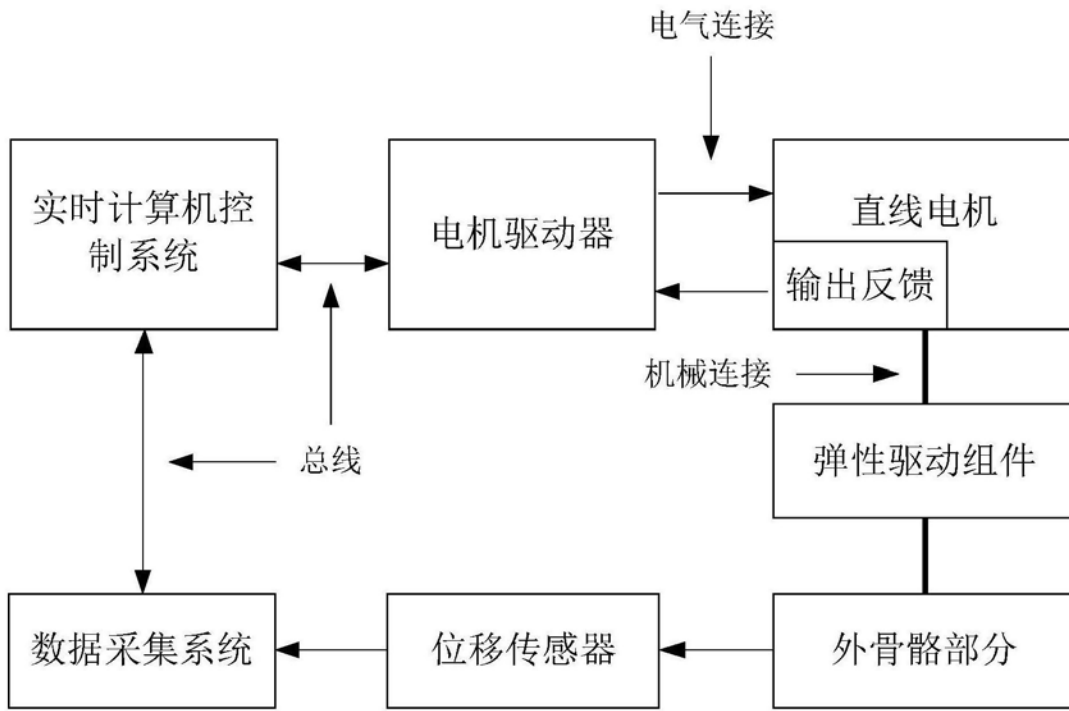 电气连接
实时计算机控
制系统
电机驱动器
直线电机
输出反馈
机械连接
总线
弹性驱动组件
数据采集系统
位移传感器
外骨骼部分